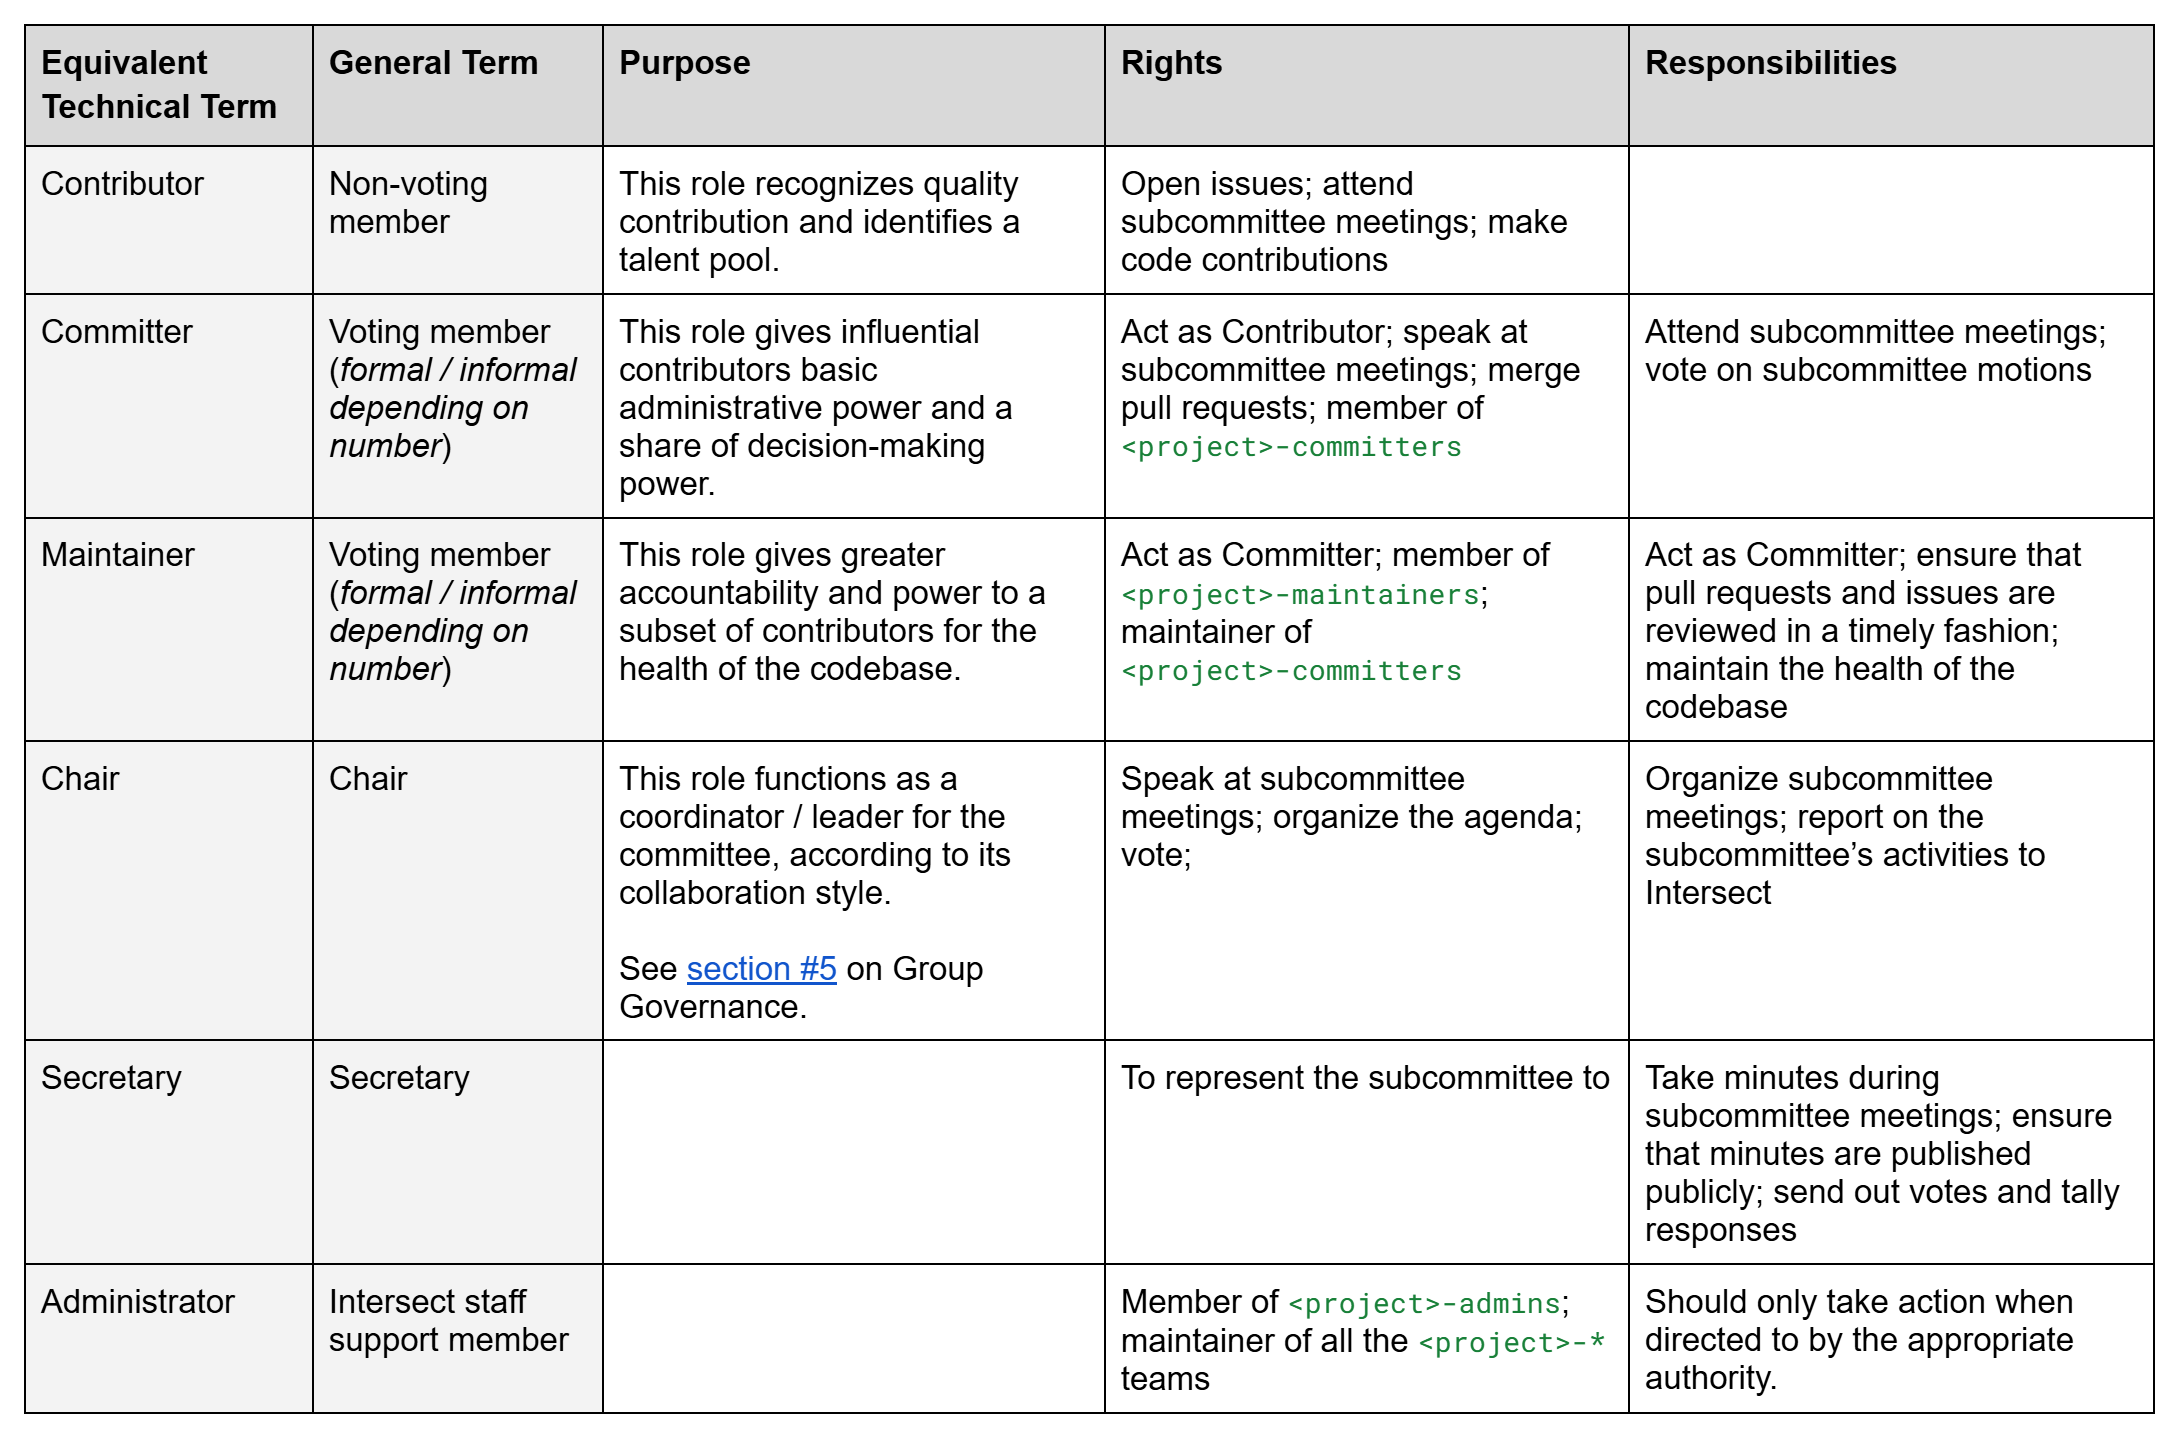 Equivalent
Technical Term
General Term
Purpose
Rights
Responsibilities
Contributor
Non-voting
member
This role recognizes quality
contribution and identifies a
talent pool.
Open issues; attend
subcommittee meetings; make
code contributions
Committer
Voting member
(formal / informal
depending on
number)
This role gives influential
contributors basic
administrative power and a
share of decision-making
power.
Act as Contributor; speak at
subcommittee meetings; merge
pull requests; member of
<project>-committers
Attend subcommittee meetings;
vote on subcommittee motions
Maintainer
Voting member
(formal / informal
depending on
number)
This role gives greater
accountability and power to a
subset of contributors for the
health of the codebase.
Act as Committer; member of
<project>-maintainers;
maintainer of
<project>-committers
Act as Committer; ensure that
pull requests and issues are
reviewed in a timely fashion;
maintain the health of the
codebase
Chair
Chair
This role functions as a
coordinator / leader for the
committee, according to its
collaboration style.
See section #5 on Group
Governance.
Speak at subcommittee
meetings; organize the agenda;
vote;
Organize subcommittee
meetings; report on the
subcommittee’s activities to
Intersect
Secretary
Secretary
To represent the subcommittee to
Take minutes during
subcommittee meetings; ensure
that minutes are published
publicly; send out votes and tally
responses
Administrator
Intersect staff
support member
Member of <project>-admins;
maintainer of all the <project>-*
teams
Should only take action when
directed to by the appropriate
authority.